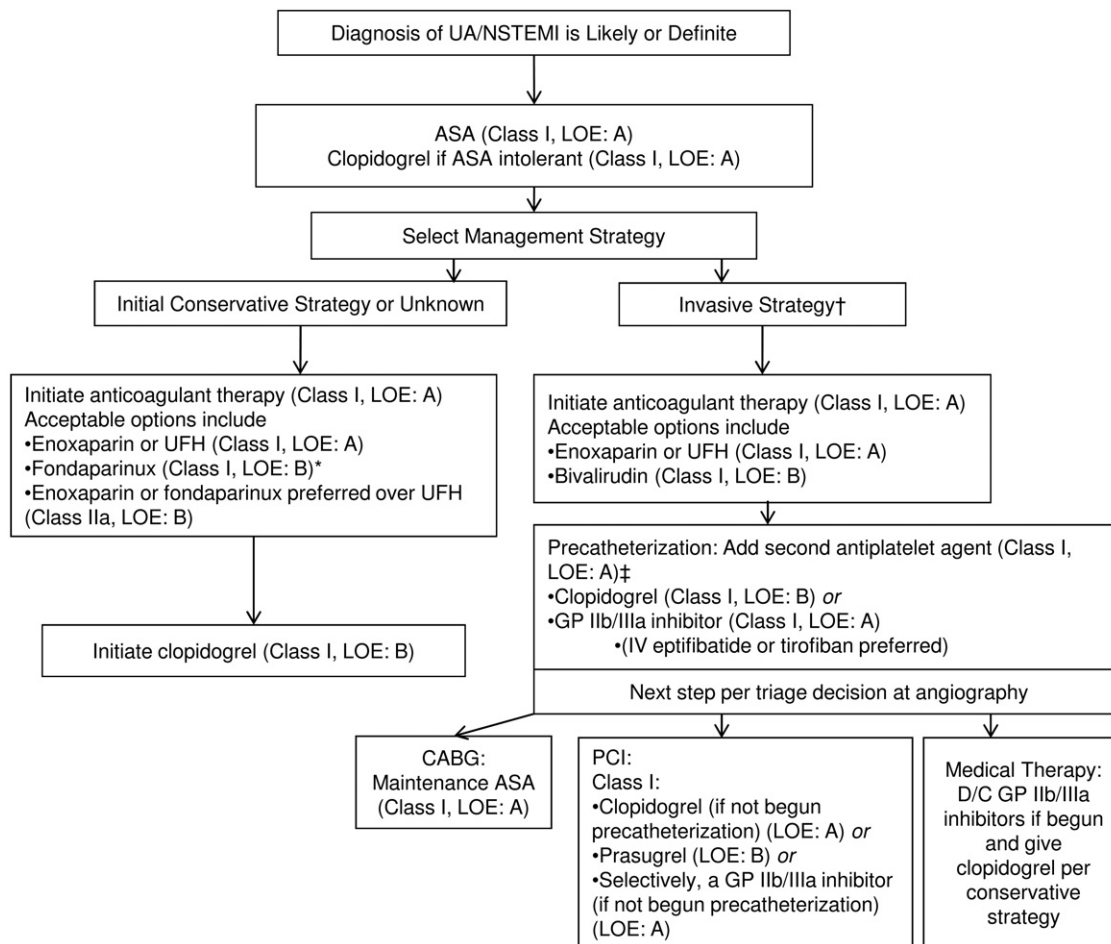 Diagnosis of UA/NSTEMI is Likely or Definite
ASA (Class I, LOE: A)
Clopidogrel if ASA intolerant (Class I, LOE: A)
Select Management Strategy
Initial Conservative Strategy or Unknown
Invasive Strategy†
Initiate anticoagulant therapy (Class I, LOE: A)
Acceptable options include
•Enoxaparin or UFH (Class I, LOE: A)
•Fondaparinux (Class I, LOE: B)*
•Enoxaparin or fondaparinux preferred over UFH
(Class IIa, LOE: B)
Initiate anticoagulant therapy (Class I, LOE: A)
Acceptable options include
•Enoxaparin or UFH (Class I, LOE: A)
•Bivalirudin (Class I, LOE: B)
Initiate clopidogrel (Class I, LOE: B)
Precatheterization: Add second antiplatelet agent (Class I,
LOE: A)‡
•Clopidogrel (Class I, LOE: B) or
•GP IIb/IIIa inhibitor (Class I, LOE: A)
•(IV eptifibatide or tirofiban preferred)
Next step per triage decision at angiography
CABG:
Maintenance ASA
(Class I, LOE: A)
PCI:
Class I:
•Clopidogrel (if not begun
precatheterization) (LOE: A) or
•Prasugrel (LOE: B) or
•Selectively, a GP IIb/IIIa inhibitor
(if not begun precatheterization)
(LOE: A)
Medical Therapy:
D/C GP IIb/IIIa
inhibitors if begun
and give
clopidogrel per
conservative
strategy